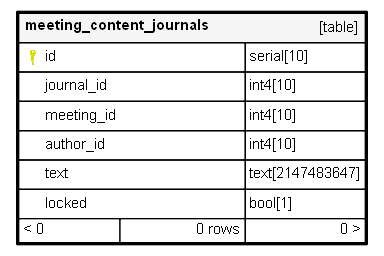 meeting_content_journals [table]
id serial[10]
journal_id int4[10]
meeting_id int4[10]
author_id int4[10]
text text[2147483647]
locked bool[1]
< 0 0 rows 0 >